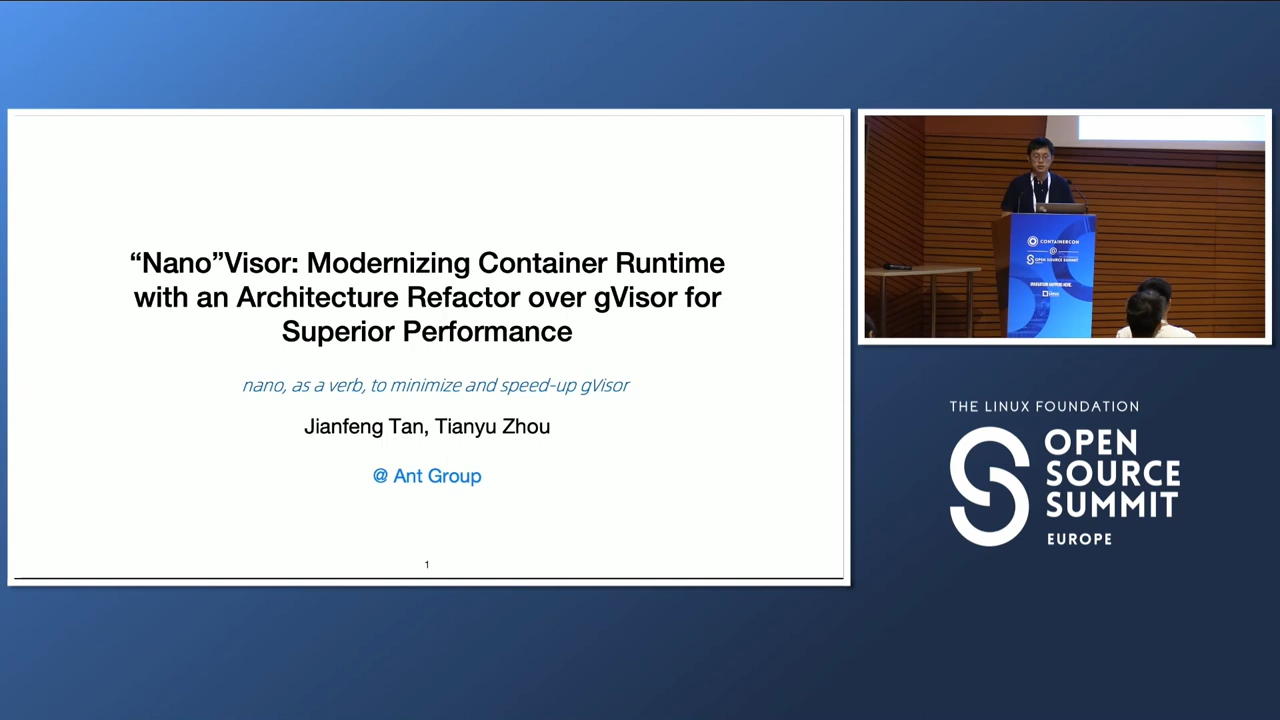 “Nano”Visor: Modernizing Container Runtime
with an Architecture Refactor over gVisor for
Superior Performance
nano, as a verb, to minimize and speed-up gVisor
Jianfeng Tan, Tianyu Zhou
@ Ant Group
1
CONTAINERCON
@
OPEN SOURCE SUMMIT
THE LINUX FOUNDATION
OPEN
SOURCE
SUMMIT
EUROPE